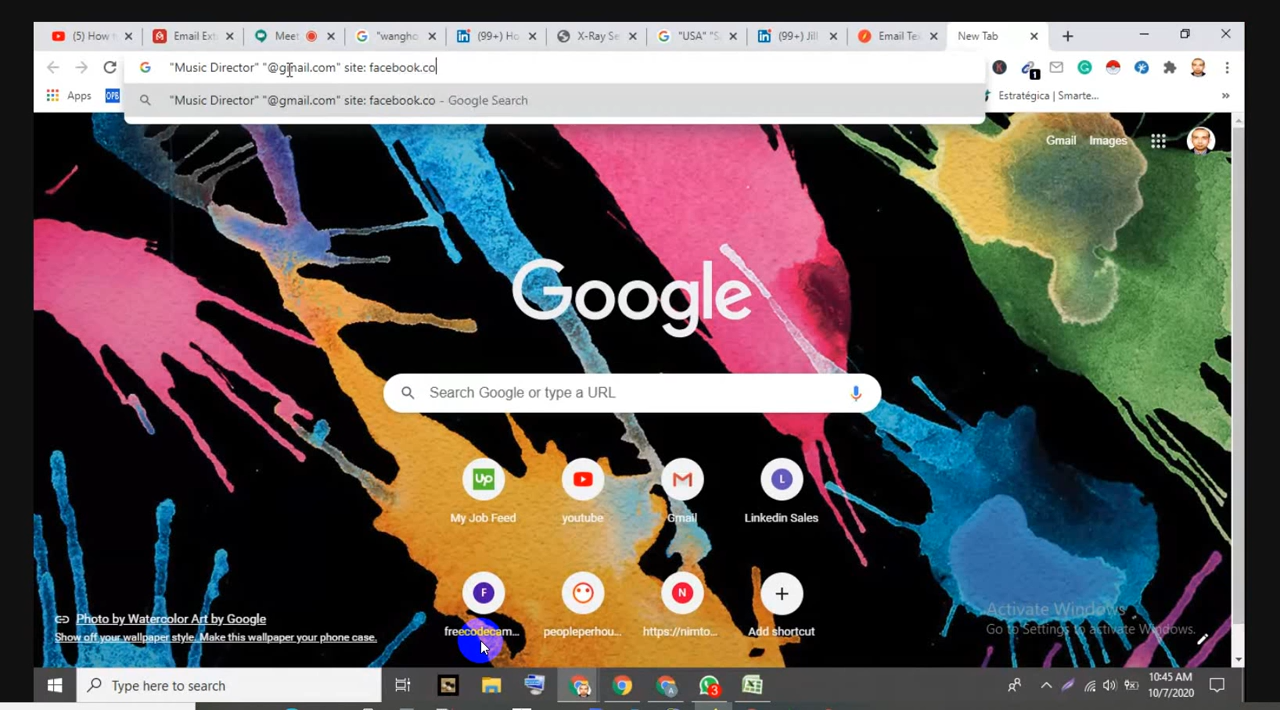 (5) How t
Email Ext
Meet
"wangho
(99+) Ho
X-Ray Se
"USA" "S
(99+) Jill
Email Tes
New Tab
"Music Director" "@gmail.com" site: facebook.co
Apps
Estratégica | Smarte...
"Music Director" "@gmail.com" site: facebook.co - Google Search
Gmail Images
Google
Search Google or type a URL
My Job Feed
youtube
Gmail
Linkedin Sales
freecodecam...
peopleperhou...
https://nimto...
Add shortcut
Photo by Watercolor Art by Google
Show off your wallpaper style. Make this wallpaper your phone case.
Activate Windows
Go to Settings to activate Windows.
Type here to search
10:45 AM
10/7/2020